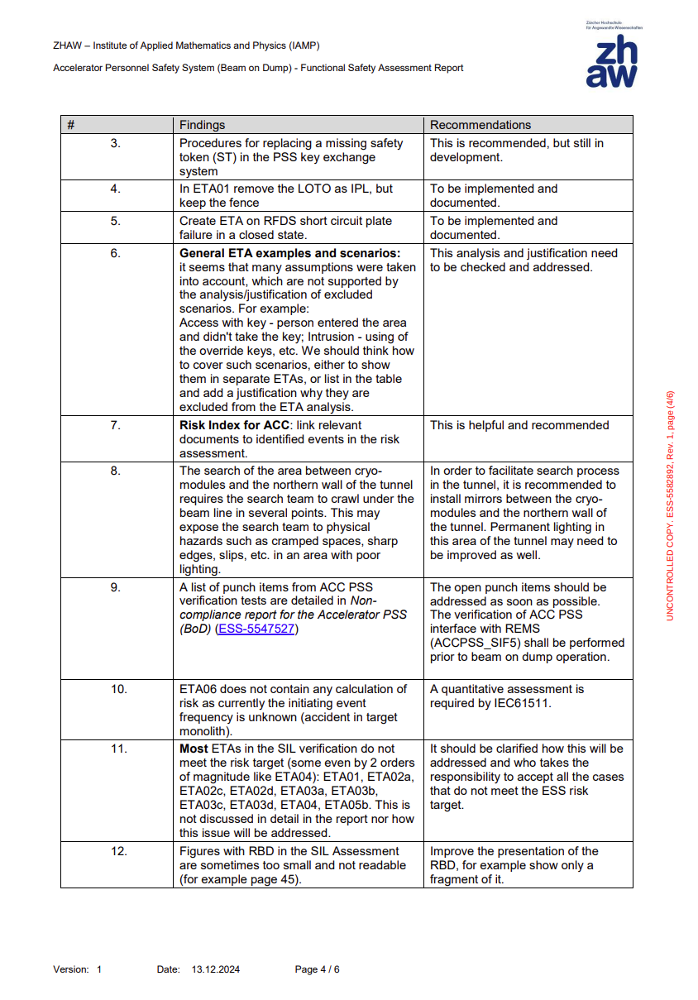 Zürcher Hochschule
für Angewandte Wissenschaften
zh
aw
ZHAW – Institute of Applied Mathematics and Physics (IAMP)
Accelerator Personnel Safety System (Beam on Dump) - Functional Safety Assessment Report
# Findings Recommendations
3.
Procedures for replacing a missing safety
token (ST) in the PSS key exchange
system
This is recommended, but still in
development.
4.
In ETA01 remove the LOTO as IPL, but
keep the fence
To be implemented and
documented.
5.
Create ETA on RFDS short circuit plate
failure in a closed state.
To be implemented and
documented.
6.
General ETA examples and scenarios:
it seems that many assumptions were taken
into account, which are not supported by
the analysis/justification of excluded
scenarios. For example:
Access with key - person entered the area
and didn't take the key; Intrusion - using of
the override keys, etc. We should think how
to cover such scenarios, either to show
them in separate ETAs, or list in the table
and add a justification why they are
excluded from the ETA analysis.
This analysis and justification need
to be checked and addressed.
7.
Risk Index for ACC: link relevant
documents to identified events in the risk
assessment.
This is helpful and recommended
8.
The search of the area between cryo-
modules and the northern wall of the tunnel
requires the search team to crawl under the
beam line in several points. This may
expose the search team to physical
hazards such as cramped spaces, sharp
edges, slips, etc. in an area with poor
lighting.
In order to facilitate search process
in the tunnel, it is recommended to
install mirrors between the cryo-
modules and the northern wall of
the tunnel. Permanent lighting in
this area of the tunnel may need to
be improved as well.
9.
A list of punch items from ACC PSS
verification tests are detailed in Non-
compliance report for the Accelerator PSS
(BoD) (ESS-5547527)
The open punch items should be
addressed as soon as possible.
The verification of ACC PSS
interface with REMS
(ACCPSS_SIF5) shall be performed
prior to beam on dump operation.
10.
ETA06 does not contain any calculation of
risk as currently the initiating event
frequency is unknown (accident in target
monolith).
A quantitative assessment is
required by IEC61511.
11.
Most ETAs in the SIL verification do not
meet the risk target (some even by 2 orders
of magnitude like ETA04): ETA01, ETA02a,
ETA02c, ETA02d, ETA03a, ETA03b,
ETA03c, ETA03d, ETA04, ETA05b. This is
not discussed in detail in the report nor how
this issue will be addressed.
It should be clarified how this will be
addressed and who takes the
responsibility to accept all the cases
that do not meet the ESS risk
target.
12.
Figures with RBD in the SIL Assessment
are sometimes too small and not readable
(for example page 45).
Improve the presentation of the
RBD, for example show only a
fragment of it.
UNCONTROLLED COPY. ESS-5582892, Rev. 1, page (4/6)
Version: 1 Date: 13.12.2024 Page 4 / 6